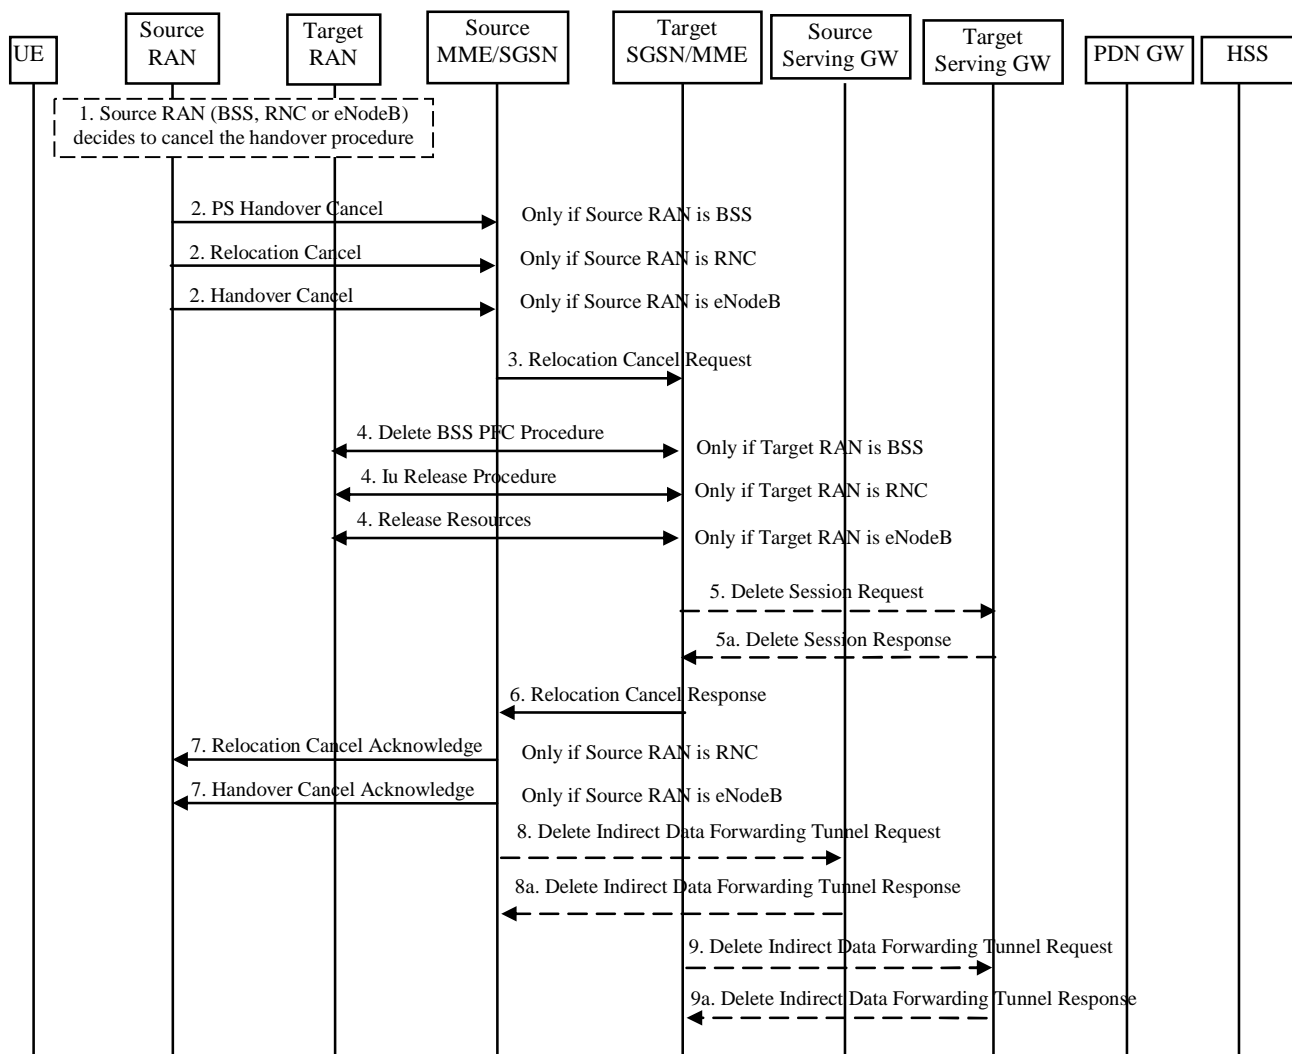 UE
Source
RAN
Target
RAN
Source
MME/SGSN
Target
SGSN/MME
Source
Serving GW
Target
Serving GW
PDN GW
HSS
1. Source RAN (BSS, RNC or eNodeB)
decides to cancel the handover procedure
2. PS Handover Cancel
Only if Source RAN is BSS
2. Relocation Cancel
Only if Source RAN is RNC
2. Handover Cancel
Only if Source RAN is eNodeB
3. Relocation Cancel Request
4. Delete BSS PFC Procedure
Only if Target RAN is BSS
4. Iu Release Procedure
Only if Target RAN is RNC
4. Release Resources
Only if Target RAN is eNodeB
5. Delete Session Request
5a. Delete Session Response
6. Relocation Cancel Response
7. Relocation Cancel Acknowledge
Only if Source RAN is RNC
7. Handover Cancel Acknowledge
Only if Source RAN is eNodeB
8. Delete Indirect Data Forwarding Tunnel Request
8a. Delete Indirect Data Forwarding Tunnel Response
9. Delete Indirect Data Forwarding Tunnel Request
9a. Delete Indirect Data Forwarding Tunnel Response